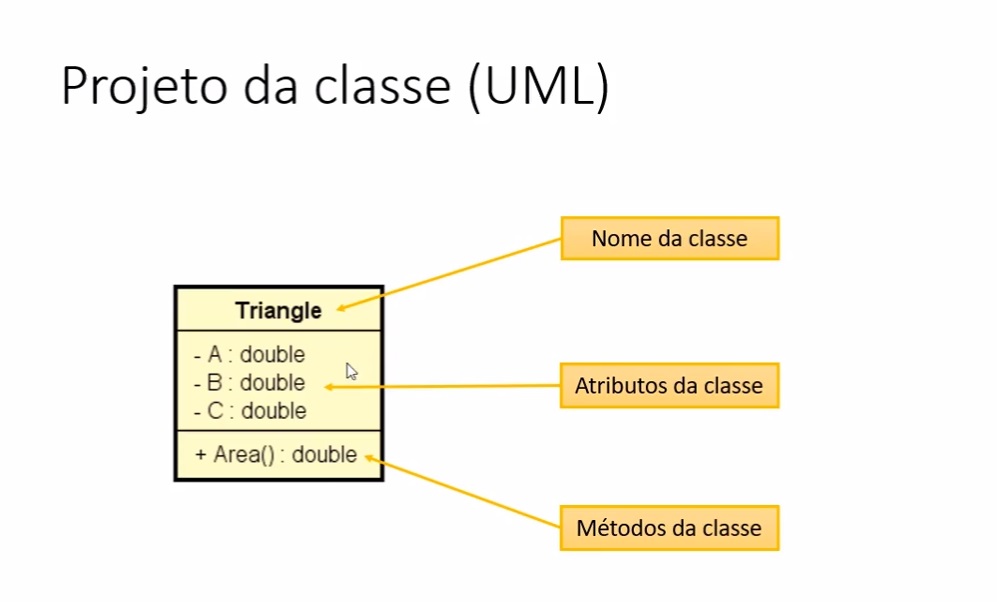 Projeto da classe (UML)
Nome da classe
Triangle
- A : double
- B : double
- C : double
Atributos da classe
+ Area() : double
Métodos da classe